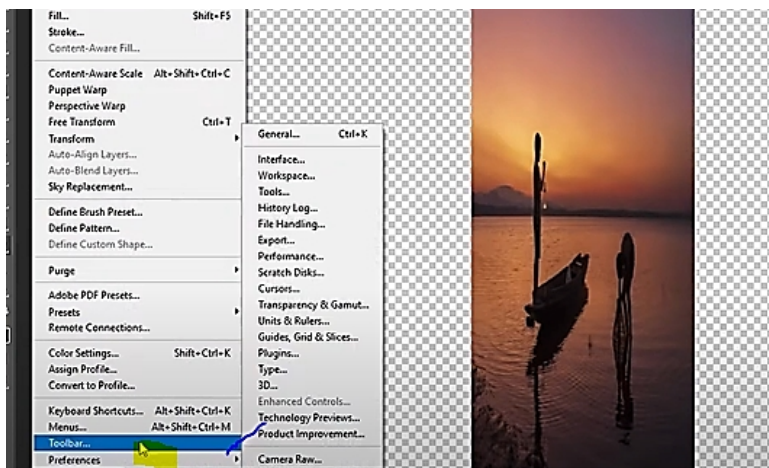 Fill... Shift+F5
Stroke...
Content-Aware Fill...
Content-Aware Scale Alt+Shift+Ctrl+C
Puppet Warp
Perspective Warp
Free Transform Ctrl+T
Transform
Auto-Align Layers...
Auto-Blend Layers...
Sky Replacement...
Define Brush Preset...
Define Pattern...
Define Custom Shape...
Purge
Adobe PDF Presets...
Presets
Remote Connections...
Color Settings... Shift+Ctrl+K
Assign Profile...
Convert to Profile...
Keyboard Shortcuts... Alt+Shift+Ctrl+K
Menus... Alt+Shift+Ctrl+M
Toolbar...
Preferences
General... Ctrl+K
Interface...
Workspace...
Tools...
History Log...
File Handling...
Export...
Performance...
Scratch Disks...
Cursors...
Transparency & Gamut...
Units & Rulers...
Guides, Grid & Slices...
Plugins...
Type...
3D...
Enhanced Controls...
Technology Previews...
Product Improvement...
Camera Raw...